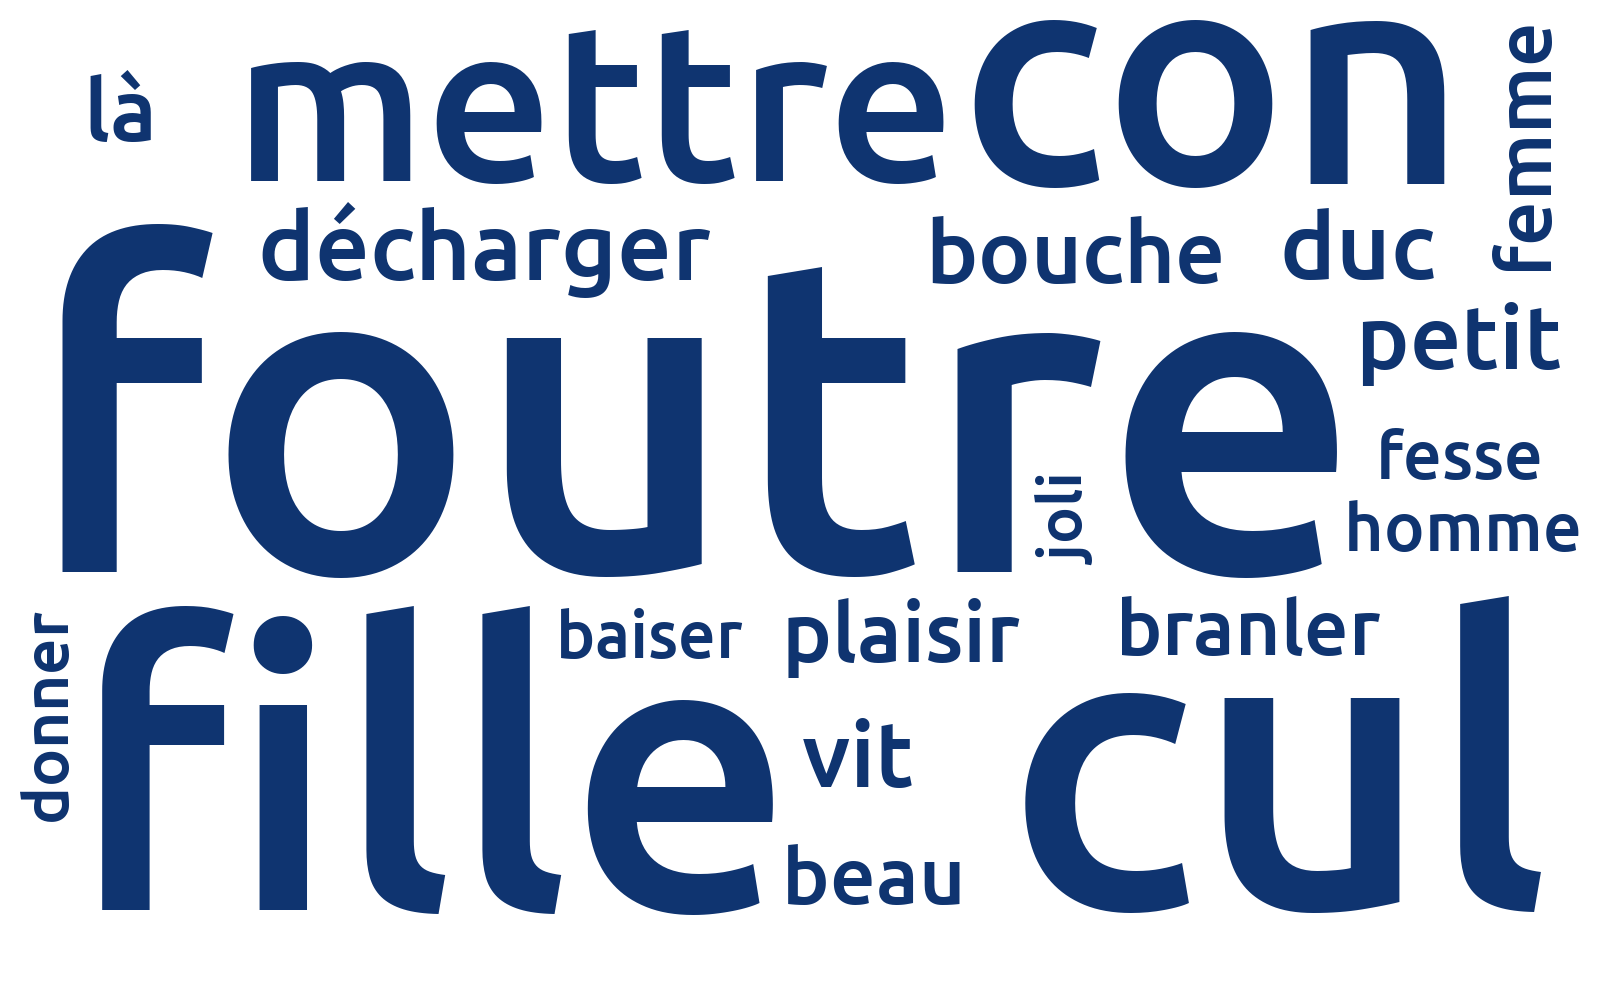 là
mettre
con
femme
décharger
bouche
duc
foutre
petit
joli
fesse
homme
donner
fille
baiser
plaisir
branler
vit
cul
beau